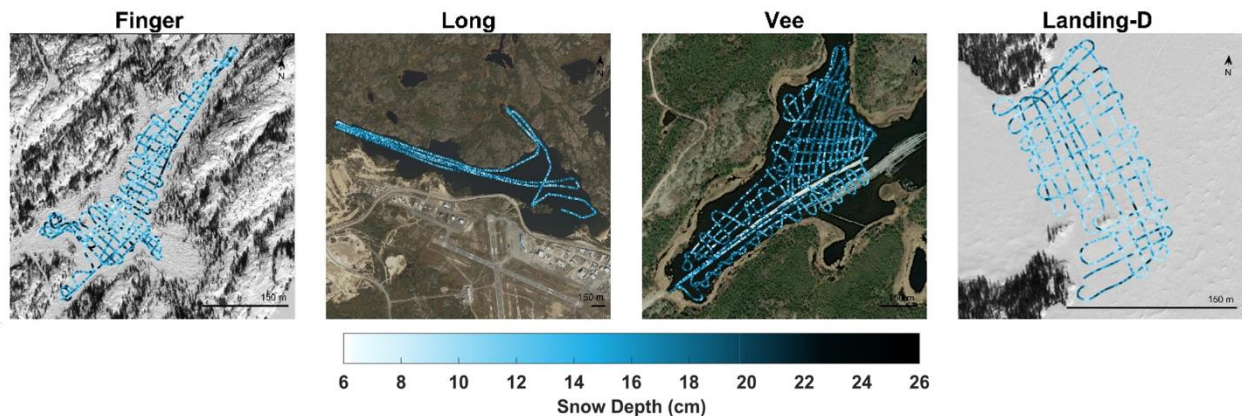 Finger Long Vee Landing-D
N N N N
150 m 150 m 150 m
6 8 10 12 14 16 18 20 22 24 26
Snow Depth (cm)